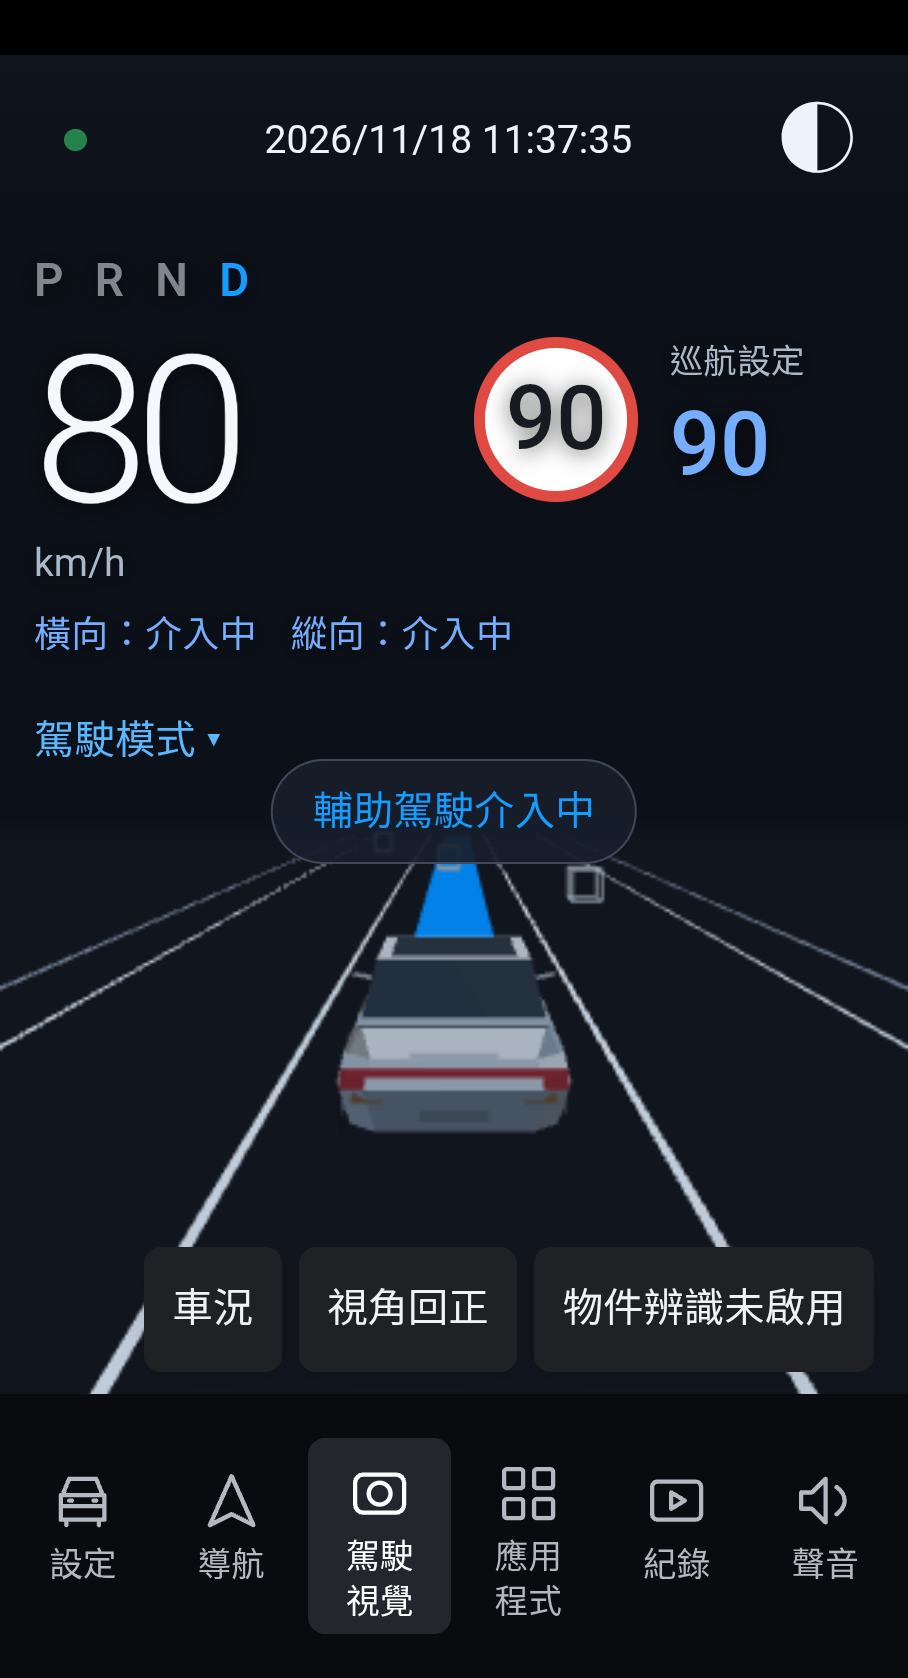 2026/11/18 11:37:35
P R N D
80
90
巡航設定
90
km/h
橫向：介入中 縱向：介入中
駕駛模式 ▾
輔助駕駛介入中
車況
視角回正
物件辨識未啟用
設定
導航
駕駛
視覺
應用
程式
紀錄
聲音